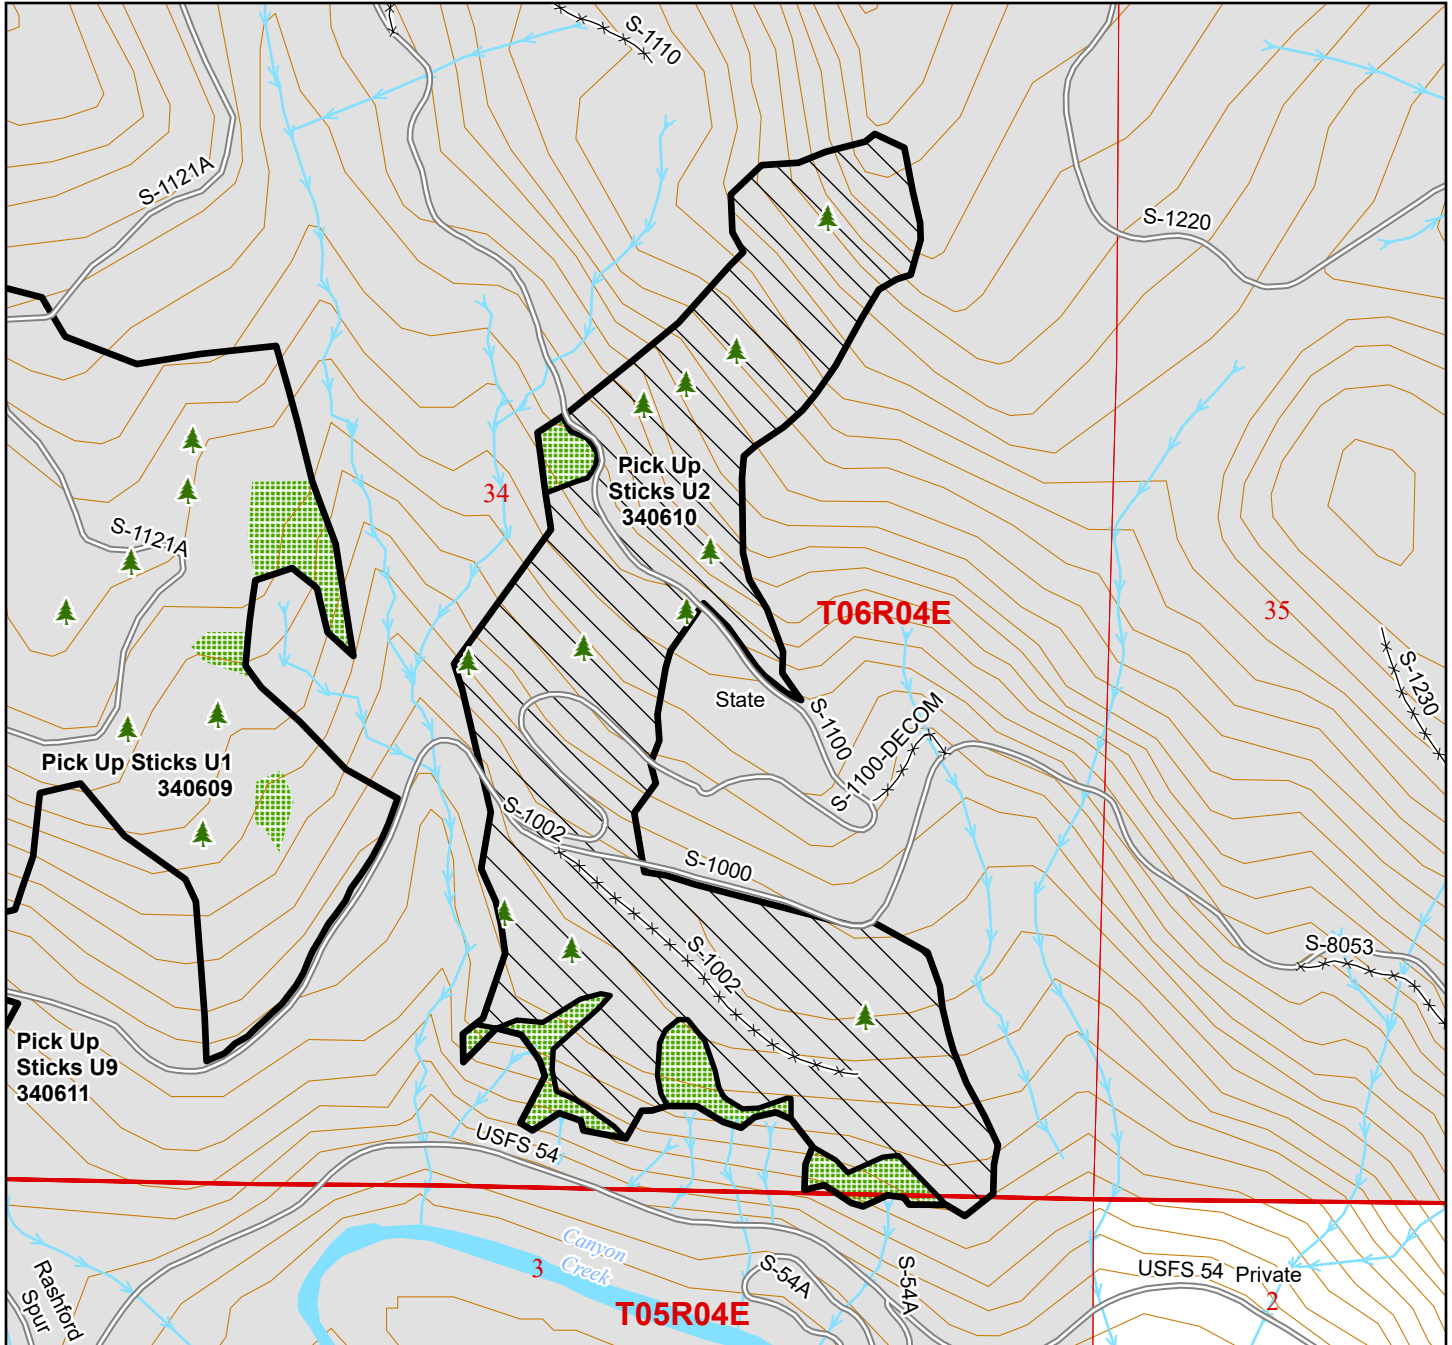 S-1110
S-1121A
S-1220
Pick Up
Sticks U2
340610
34
S-1121A
T06R04E
35
S-1230
State
S-1100
S-1100-DECOM
Pick Up Sticks U1
340609
S-1002
S-1000
S-1002
S-8053
Pick Up
Sticks U9
340611
USFS 54
Canyon
Creek
3
S-54A
S-54A
USFS 54
Private
2
Rashford
Spur
T05R04E